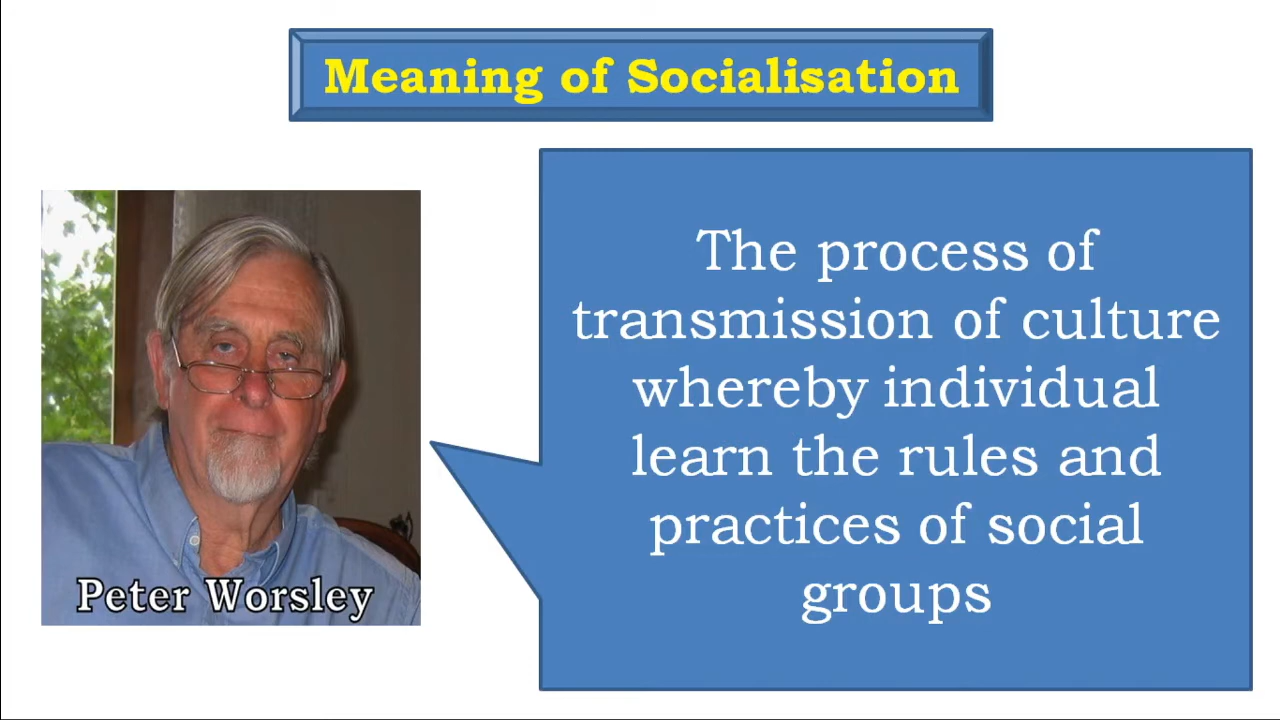 Meaning of Socialisation
The process of
transmission of culture
whereby individual
learn the rules and
practices of social
groups
Peter Worsley